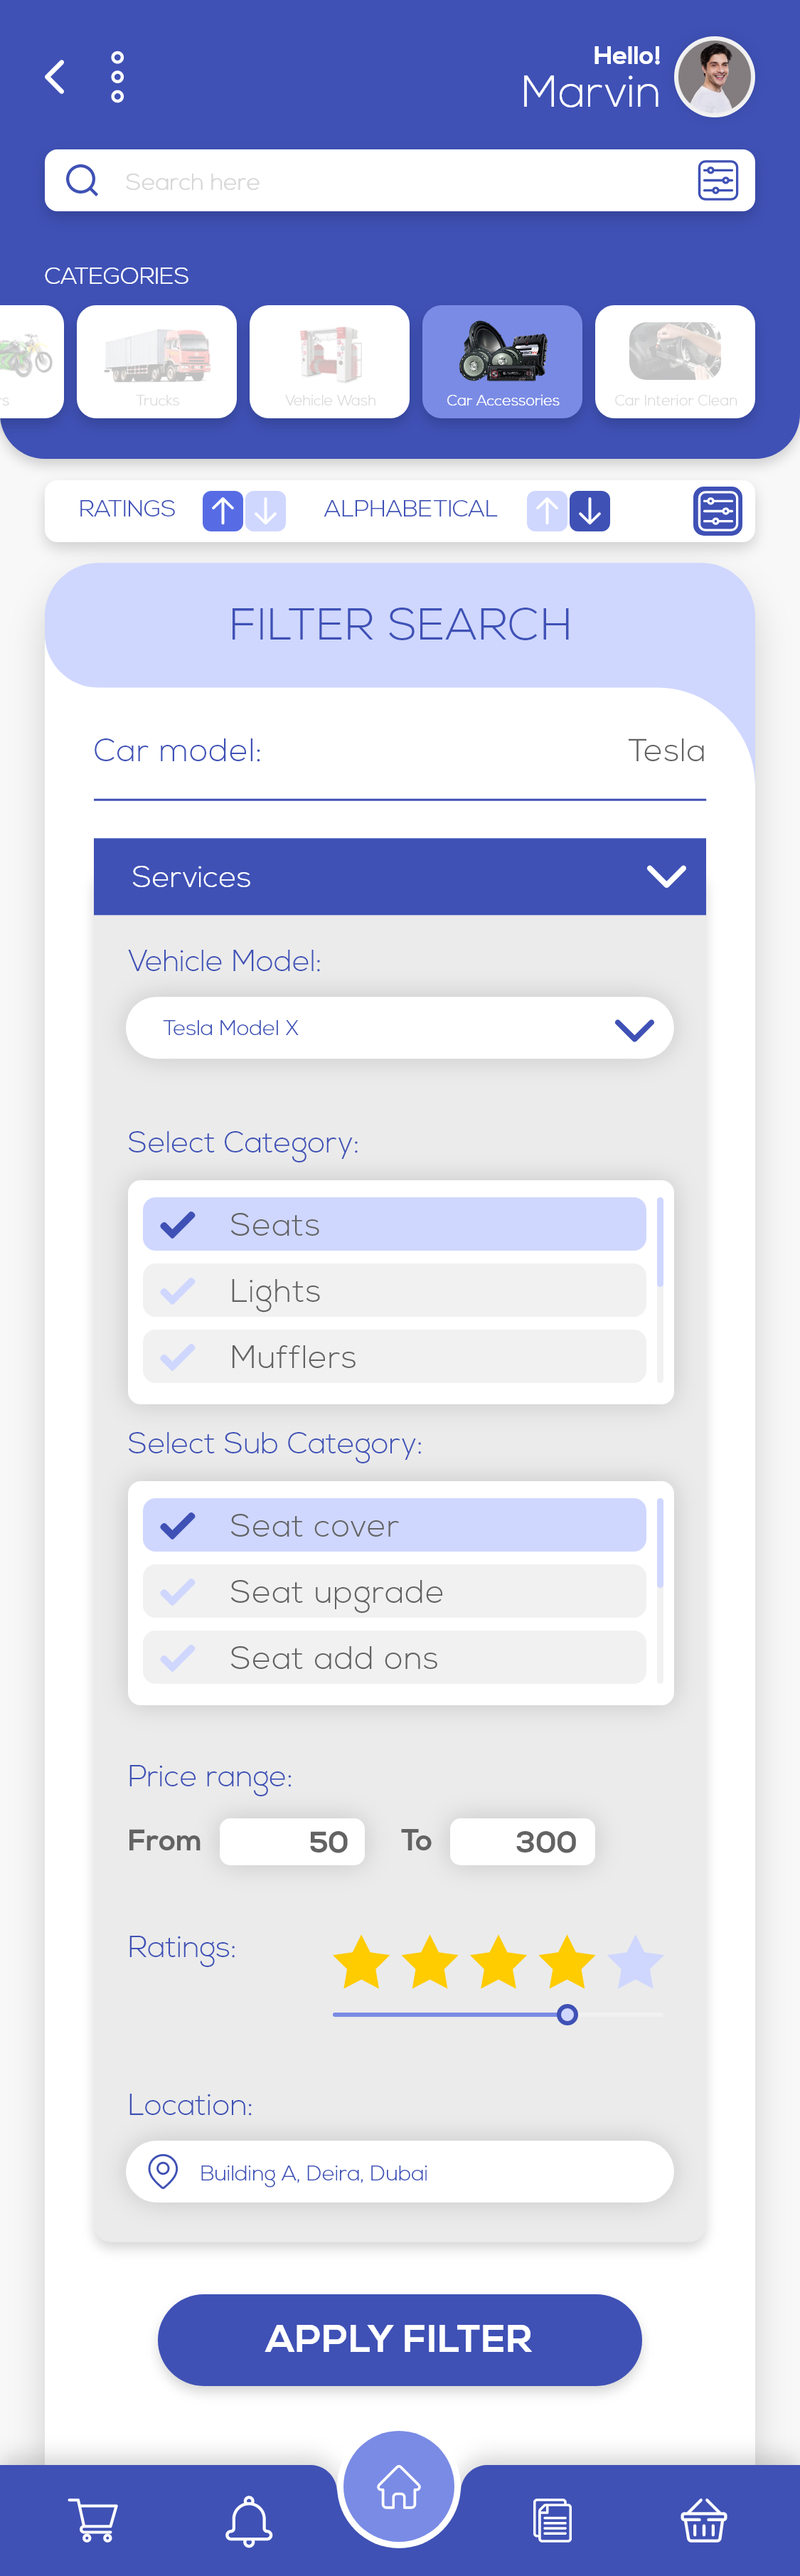 Hello!
Marvin
Search here
CATEGORIES
rs
Trucks
Vehicle Wash
Car Accessories
Car Interior Clean
RATINGS
ALPHABETICAL
FILTER SEARCH
Car model:
Tesla
Services
Vehicle Model:
Tesla Model X
Select Category:
Seats
Lights
Mufflers
Select Sub Category:
Seat cover
Seat upgrade
Seat add ons
Price range:
From 50 To 300
Ratings:
Location:
Building A, Deira, Dubai
APPLY FILTER